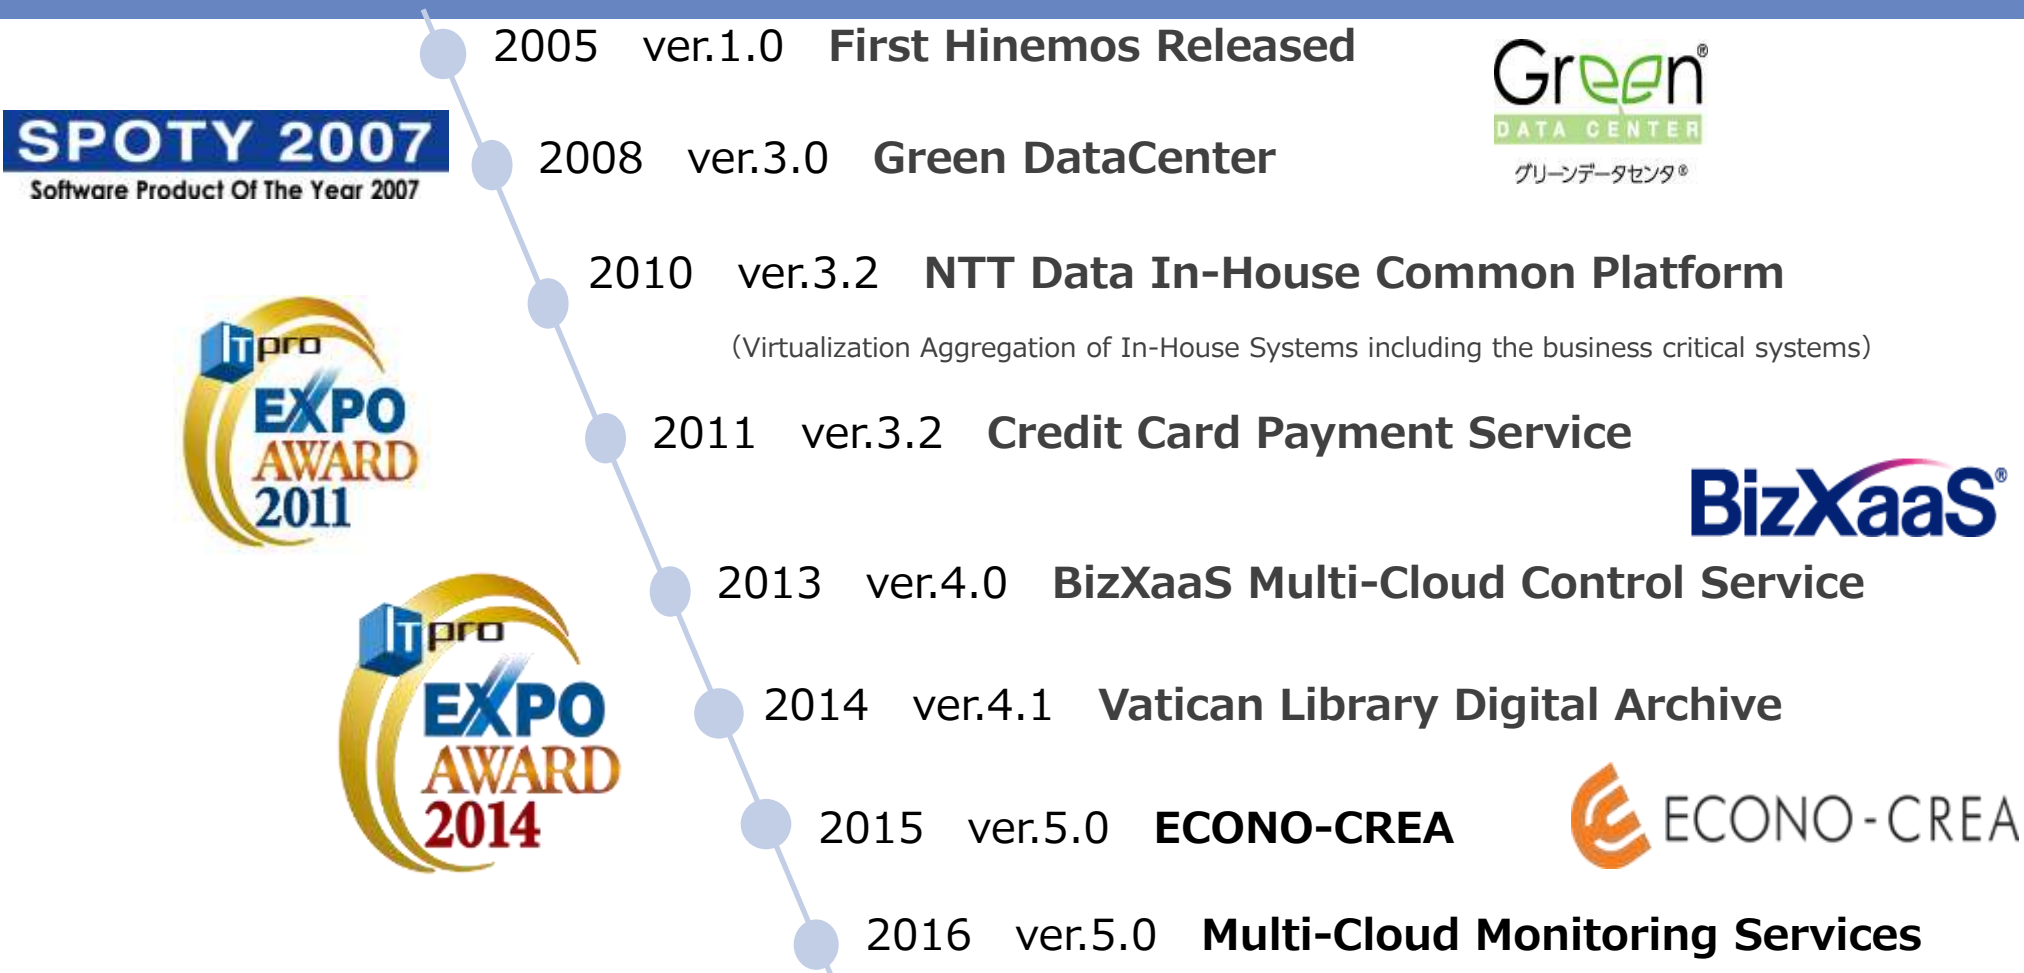 2005 ver.1.0 First Hinemos Released
Green®
DATA CENTER
グリーンデータセンタ®
SPOTY 2007
Software Product Of The Year 2007
2008 ver.3.0 Green DataCenter
2010 ver.3.2 NTT Data In-House Common Platform
（Virtualization Aggregation of In-House Systems including the business critical systems）
ITpro
EXPO
AWARD
2011
2011 ver.3.2 Credit Card Payment Service
BizXaaS®
2013 ver.4.0 BizXaaS Multi-Cloud Control Service
ITpro
EXPO
AWARD
2014
2014 ver.4.1 Vatican Library Digital Archive
2015 ver.5.0 ECONO-CREA
ECONO-CREA
2016 ver.5.0 Multi-Cloud Monitoring Services